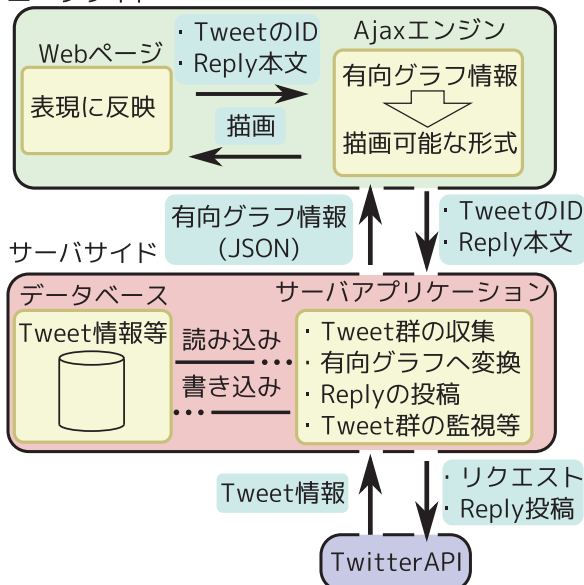 Webページ
・TweetのID
・Reply本文
Ajaxエンジン
表現に反映
描画
有向グラフ情報
描画可能な形式
有向グラフ情報
(JSON)
・TweetのID
・Reply本文
サーバサイド
データベース
サーバアプリケーション
Tweet情報等
読み込み
書き込み
・Tweet群の収集
・有向グラフへ変換
・Replyの投稿
・Tweet群の監視等
Tweet情報
・リクエスト
・Reply投稿
TwitterAPI